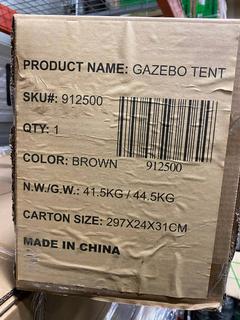 PRODUCT NAME: GAZEBO TENT
SKU#: 912500
QTY: 1
COLOR: BROWN
912500
N.W./G.W.: 41.5KG / 44.5KG
CARTON SIZE: 297X24X31CM
MADE IN CHINA